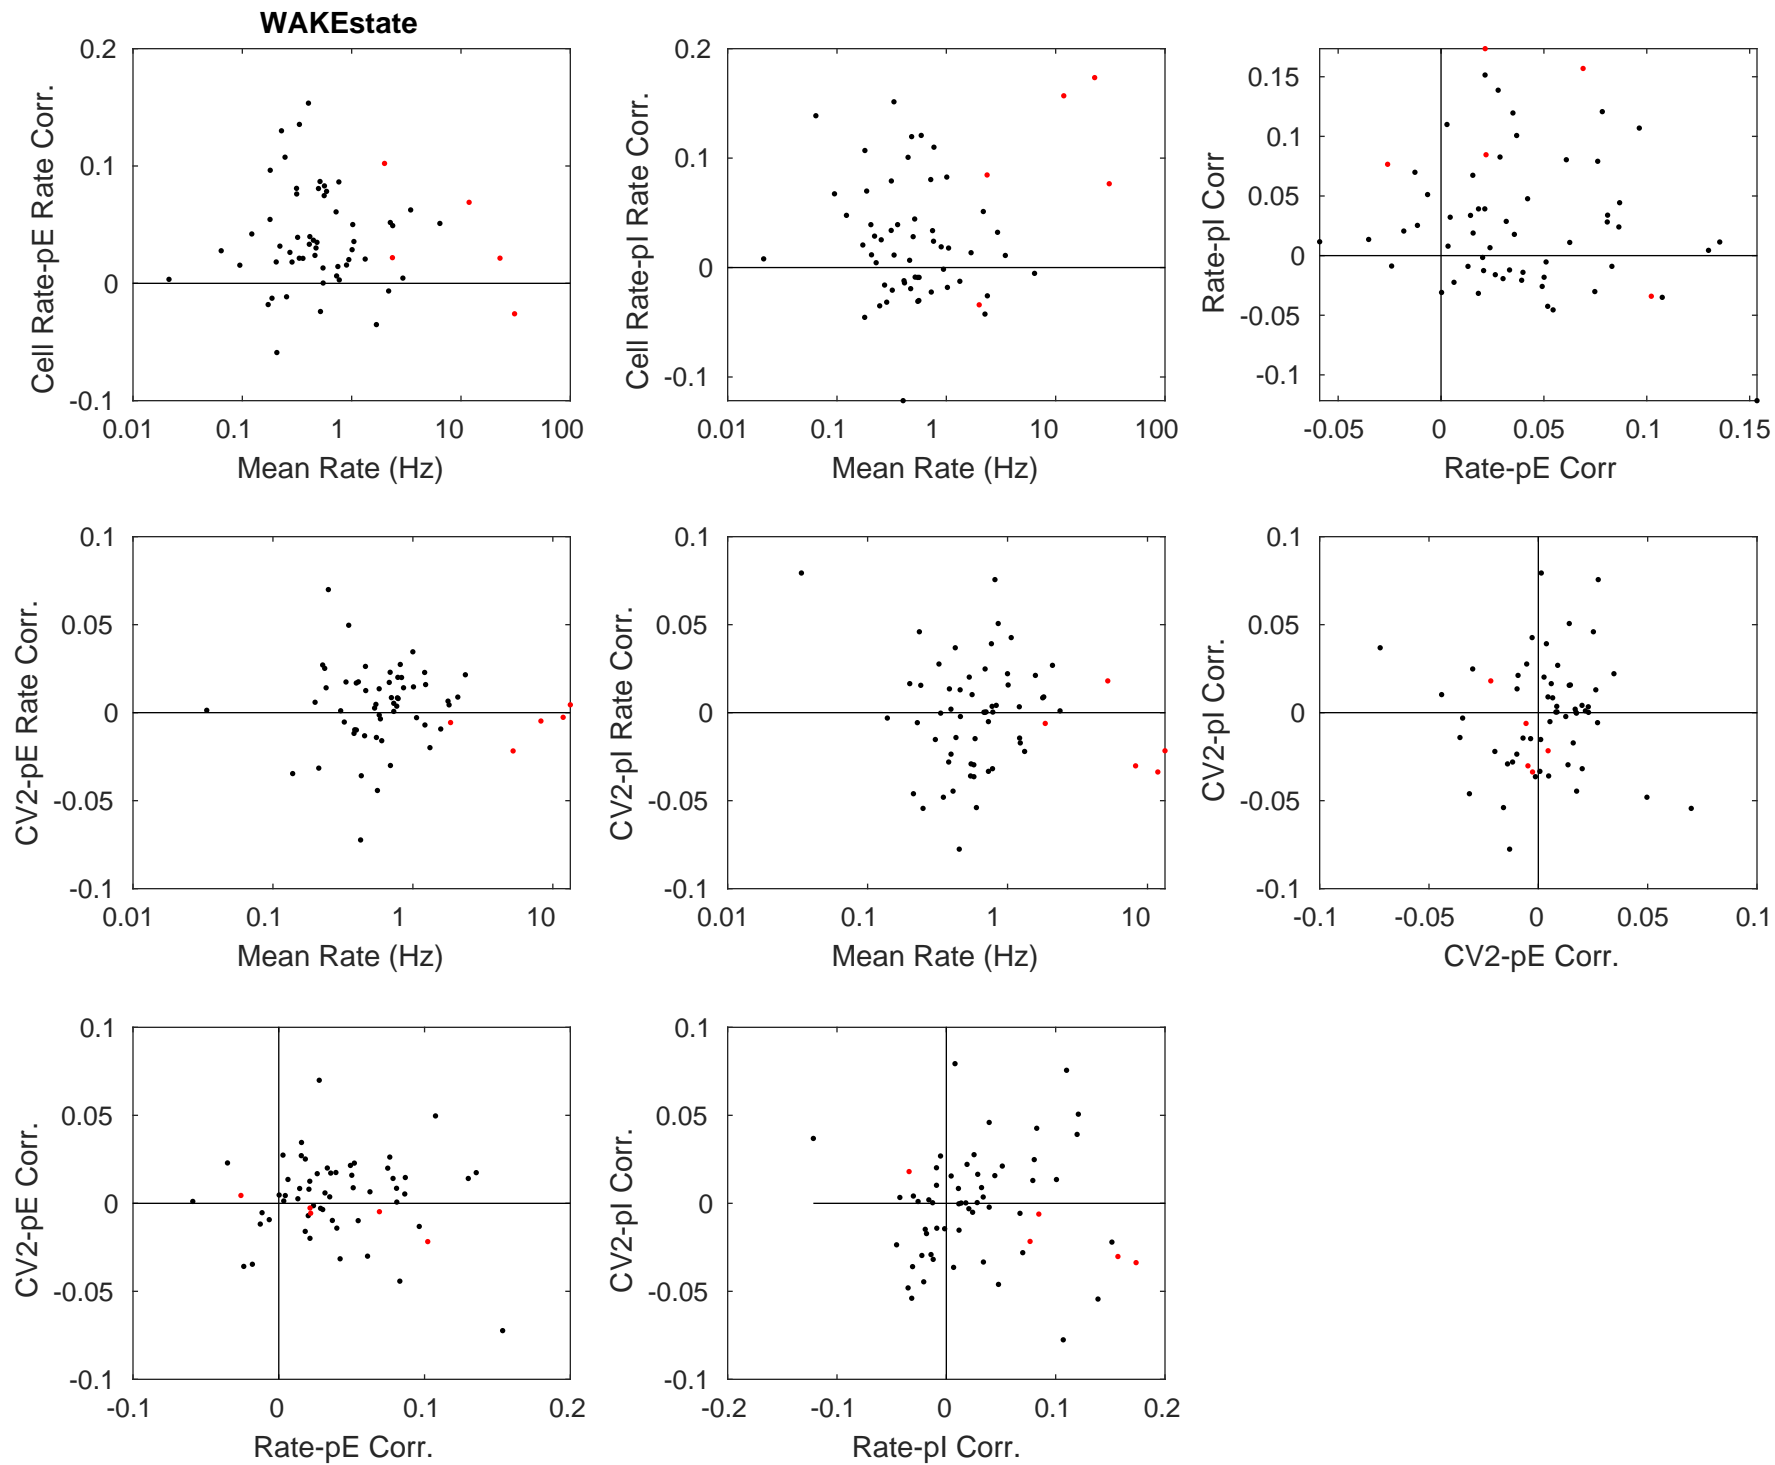 WAKEstate
0.2
0.1
0
-0.1
Cell Rate-pE Rate Corr.
0.01 0.1 1 10 100
Mean Rate (Hz)
0.2
0.1
0
-0.1
Cell Rate-pI Rate Corr.
0.01 0.1 1 10 100
Mean Rate (Hz)
0.15
0.1
0.05
0
-0.05
-0.1
Rate-pI Corr
-0.05 0 0.05 0.1 0.15
Rate-pE Corr
0.1
0.05
0
-0.05
-0.1
CV2-pE Rate Corr.
0.01 0.1 1 10
Mean Rate (Hz)
0.1
0.05
0
-0.05
-0.1
CV2-pI Rate Corr.
0.01 0.1 1 10
Mean Rate (Hz)
0.1
0.05
0
-0.05
-0.1
CV2-pI Corr.
-0.1 -0.05 0 0.05 0.1
CV2-pE Corr.
0.1
0.05
0
-0.05
-0.1
CV2-pE Corr.
-0.1 0 0.1 0.2
Rate-pE Corr.
0.1
0.05
0
-0.05
-0.1
CV2-pI Corr.
-0.2 -0.1 0 0.1 0.2
Rate-pI Corr.